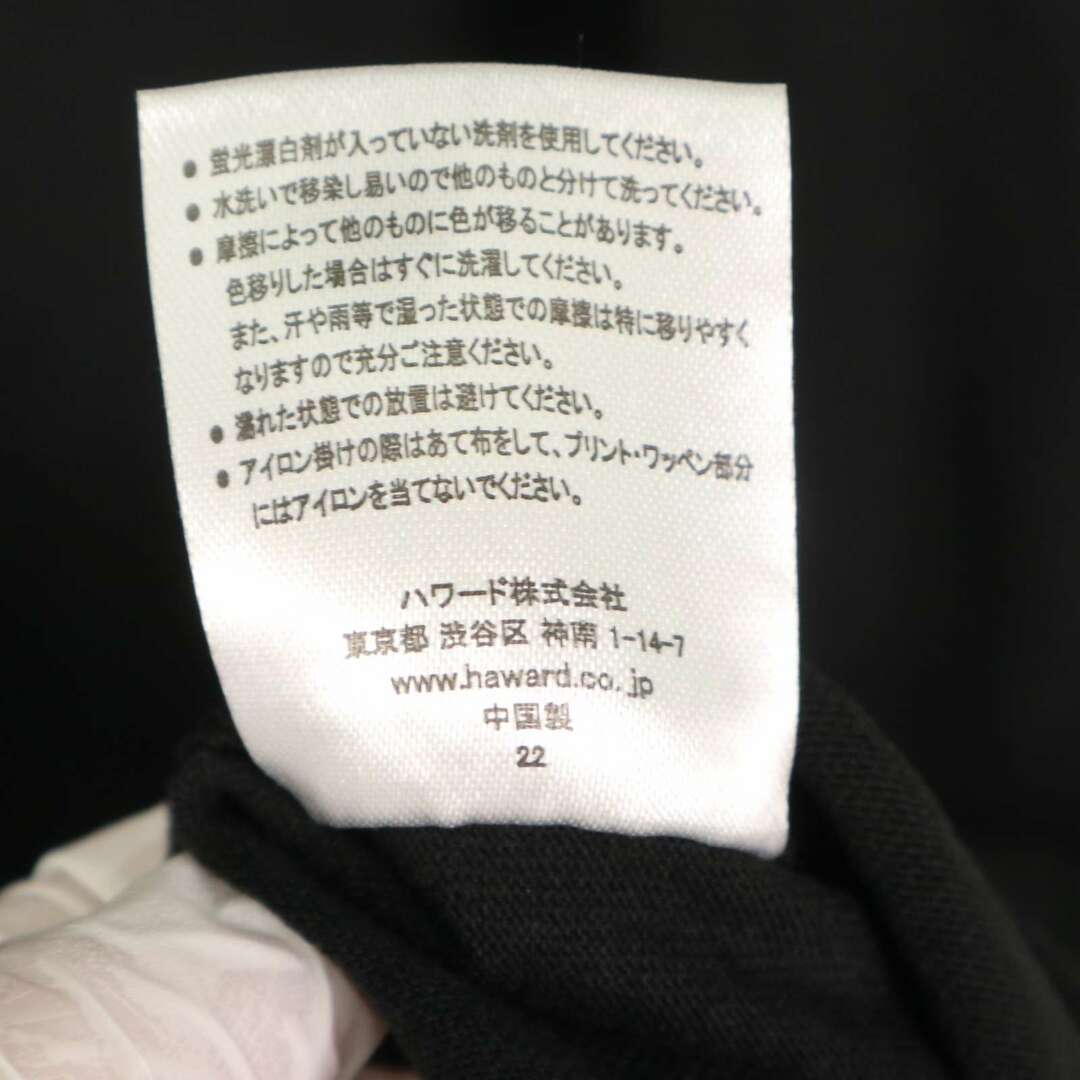 ● 蛍光漂白剤が入っていない洗剤を使用してください。
● 水洗いで移染し易いので他のものと分けて洗ってください。
● 摩擦によって他のものに色が移ることがあります。
色移りした場合はすぐに洗濯してください。
また、汗や雨等で湿った状態での摩擦は特に移りやすく
なりますので充分ご注意ください。
● 濡れた状態での放置は避けてください。
● アイロン掛けの際はあて布をして、プリント・ワッペン部分
にはアイロンを当てないでください。
ハワード株式会社
東京都 渋谷区 神南 1-14-7
www.haward.co.jp
中国製
22